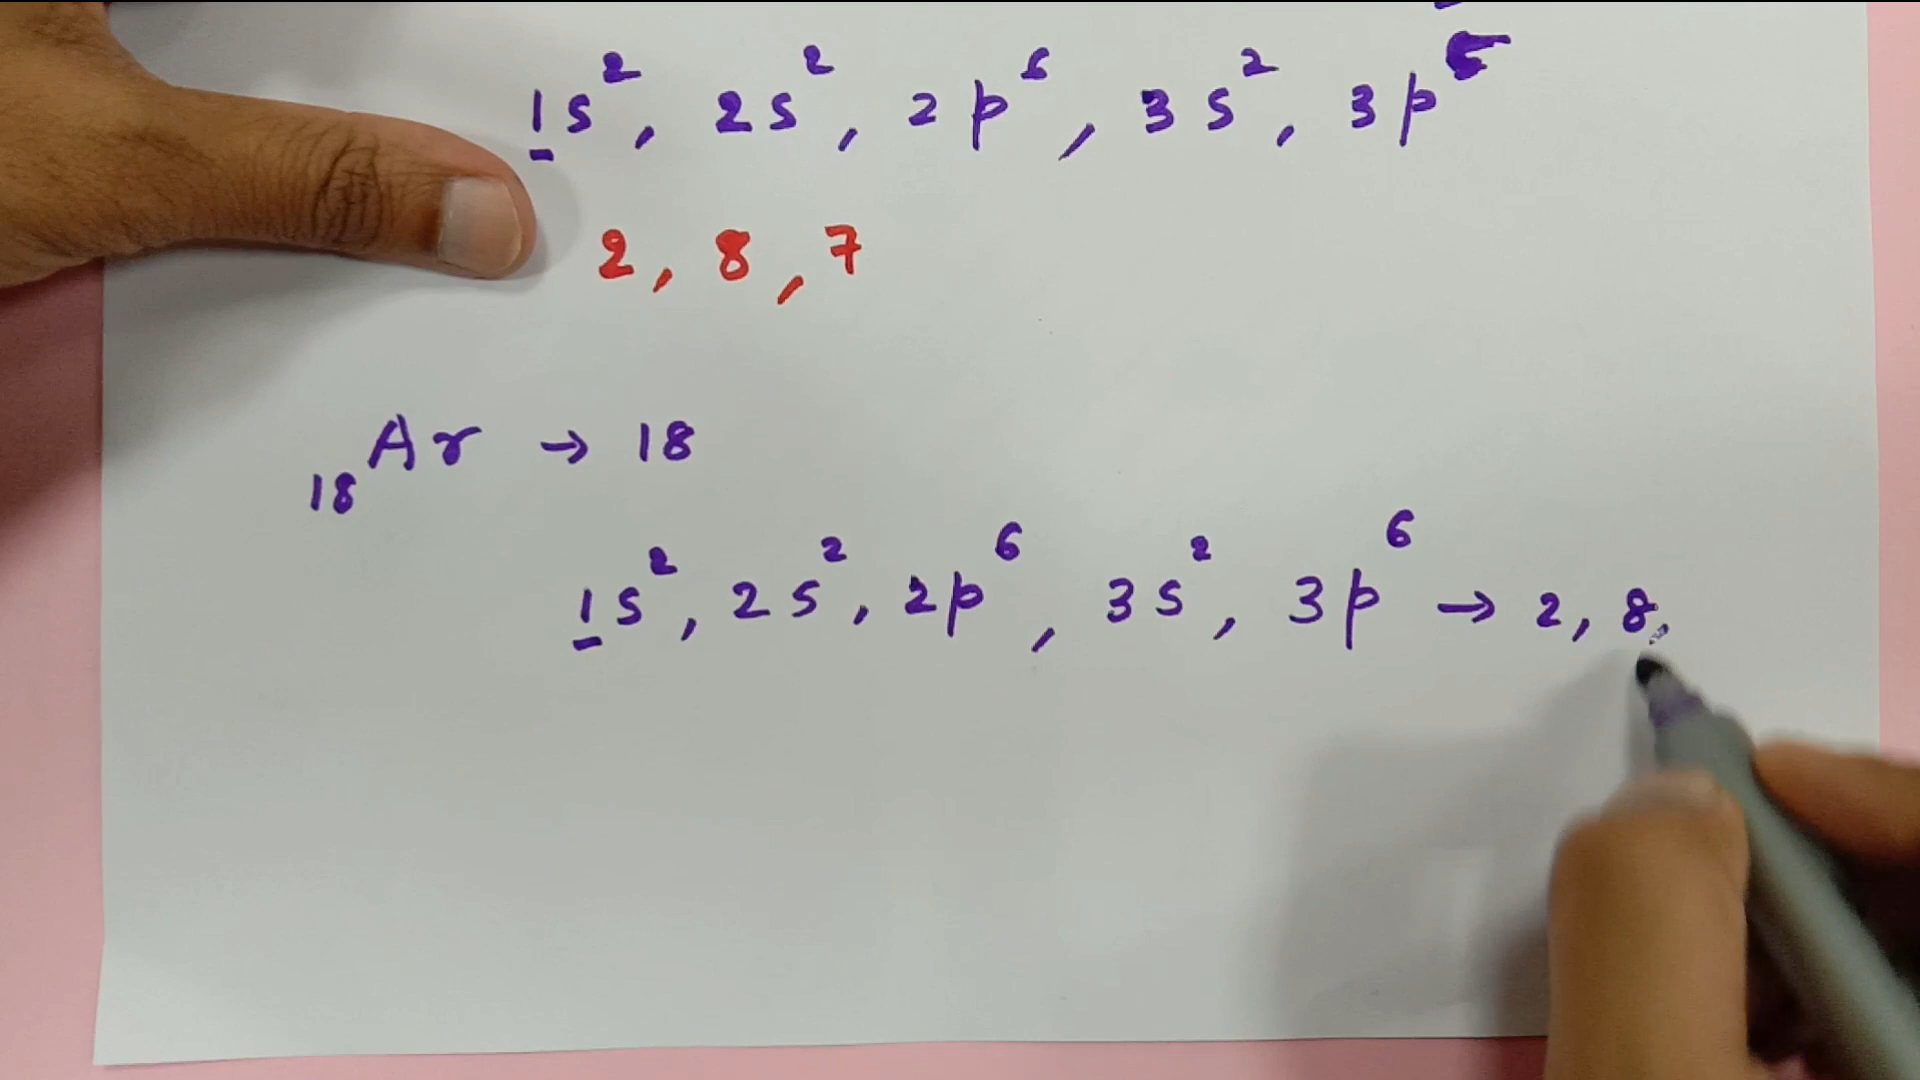 1s², 2s², 2p⁶, 3s², 3p⁵
2, 8, 7
₁₈Ar → 18
1s², 2s², 2p⁶, 3s², 3p⁶ → 2, 8,